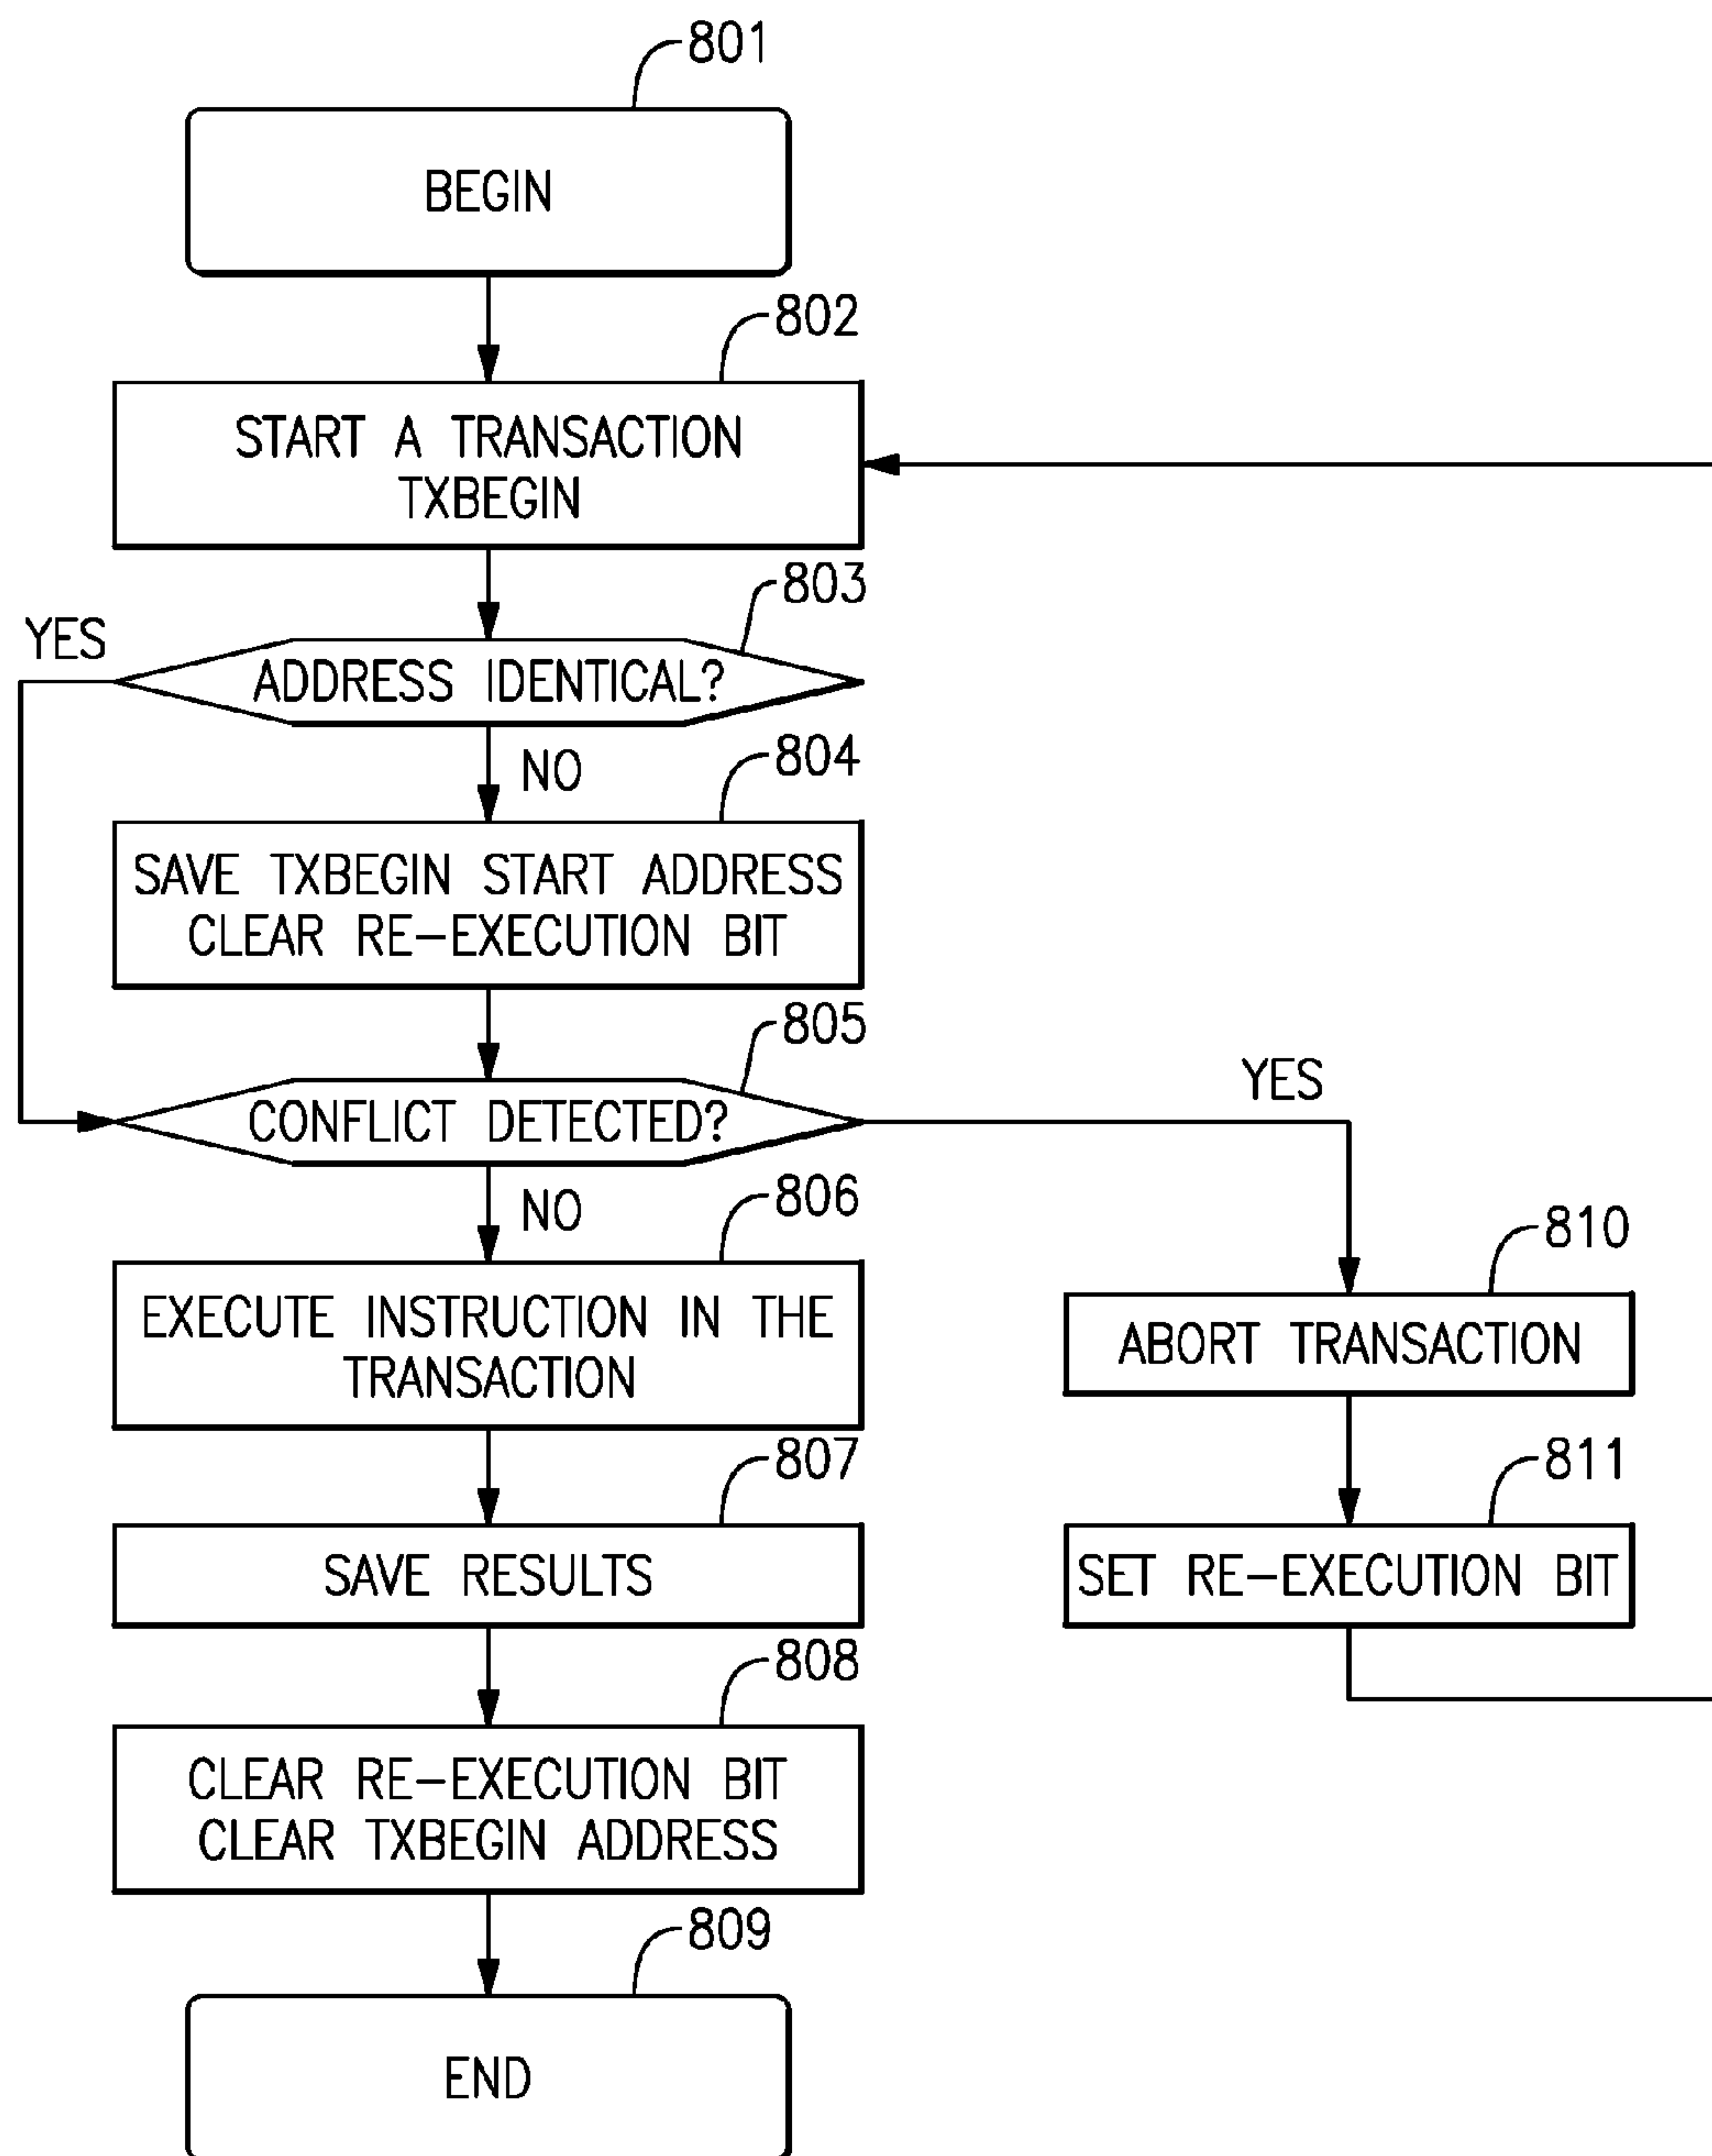 801
BEGIN
802
START A TRANSACTION
TXBEGIN
803
YES
ADDRESS IDENTICAL?
NO
804
SAVE TXBEGIN START ADDRESS
CLEAR RE-EXECUTION BIT
805
YES
CONFLICT DETECTED?
NO
806
EXECUTE INSTRUCTION IN THE
TRANSACTION
810
ABORT TRANSACTION
807
SAVE RESULTS
811
SET RE-EXECUTION BIT
808
CLEAR RE-EXECUTION BIT
CLEAR TXBEGIN ADDRESS
809
END